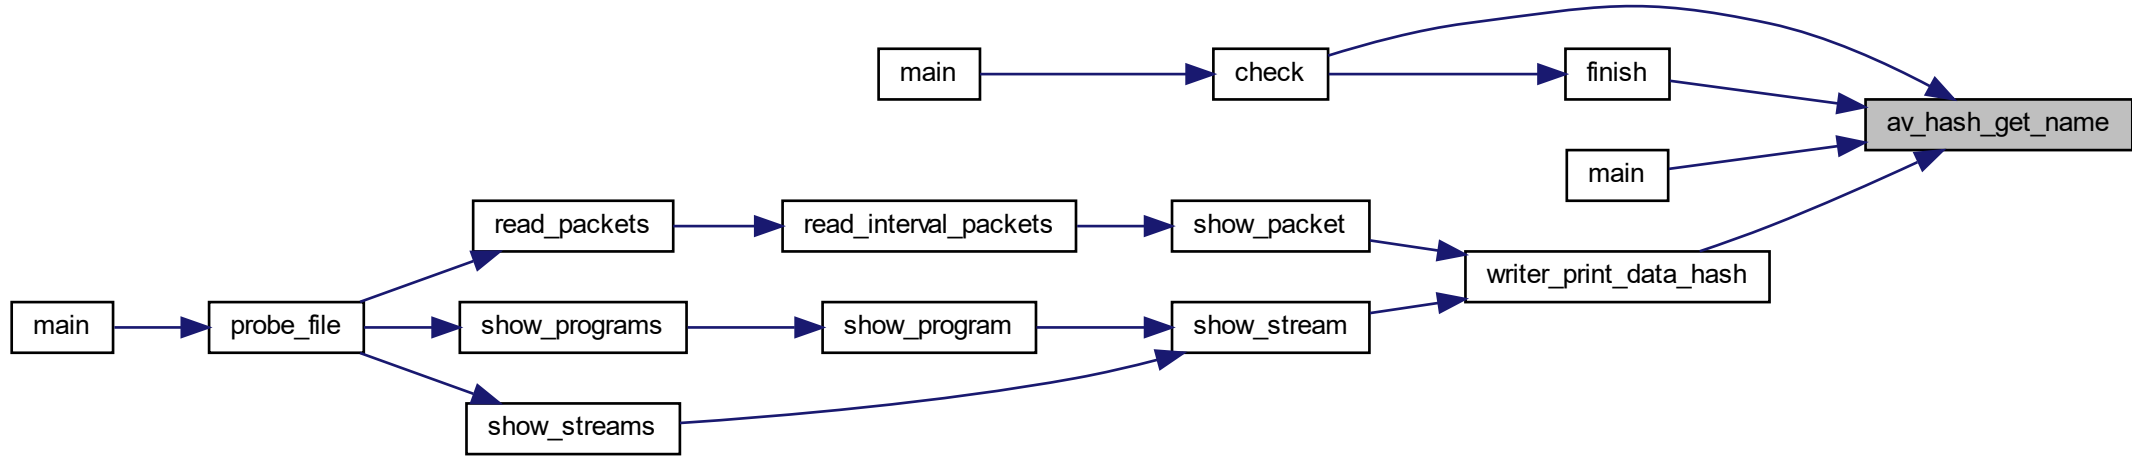 main
check
finish
av_hash_get_name
main
read_packets
read_interval_packets
show_packet
writer_print_data_hash
main
probe_file
show_programs
show_program
show_stream
show_streams